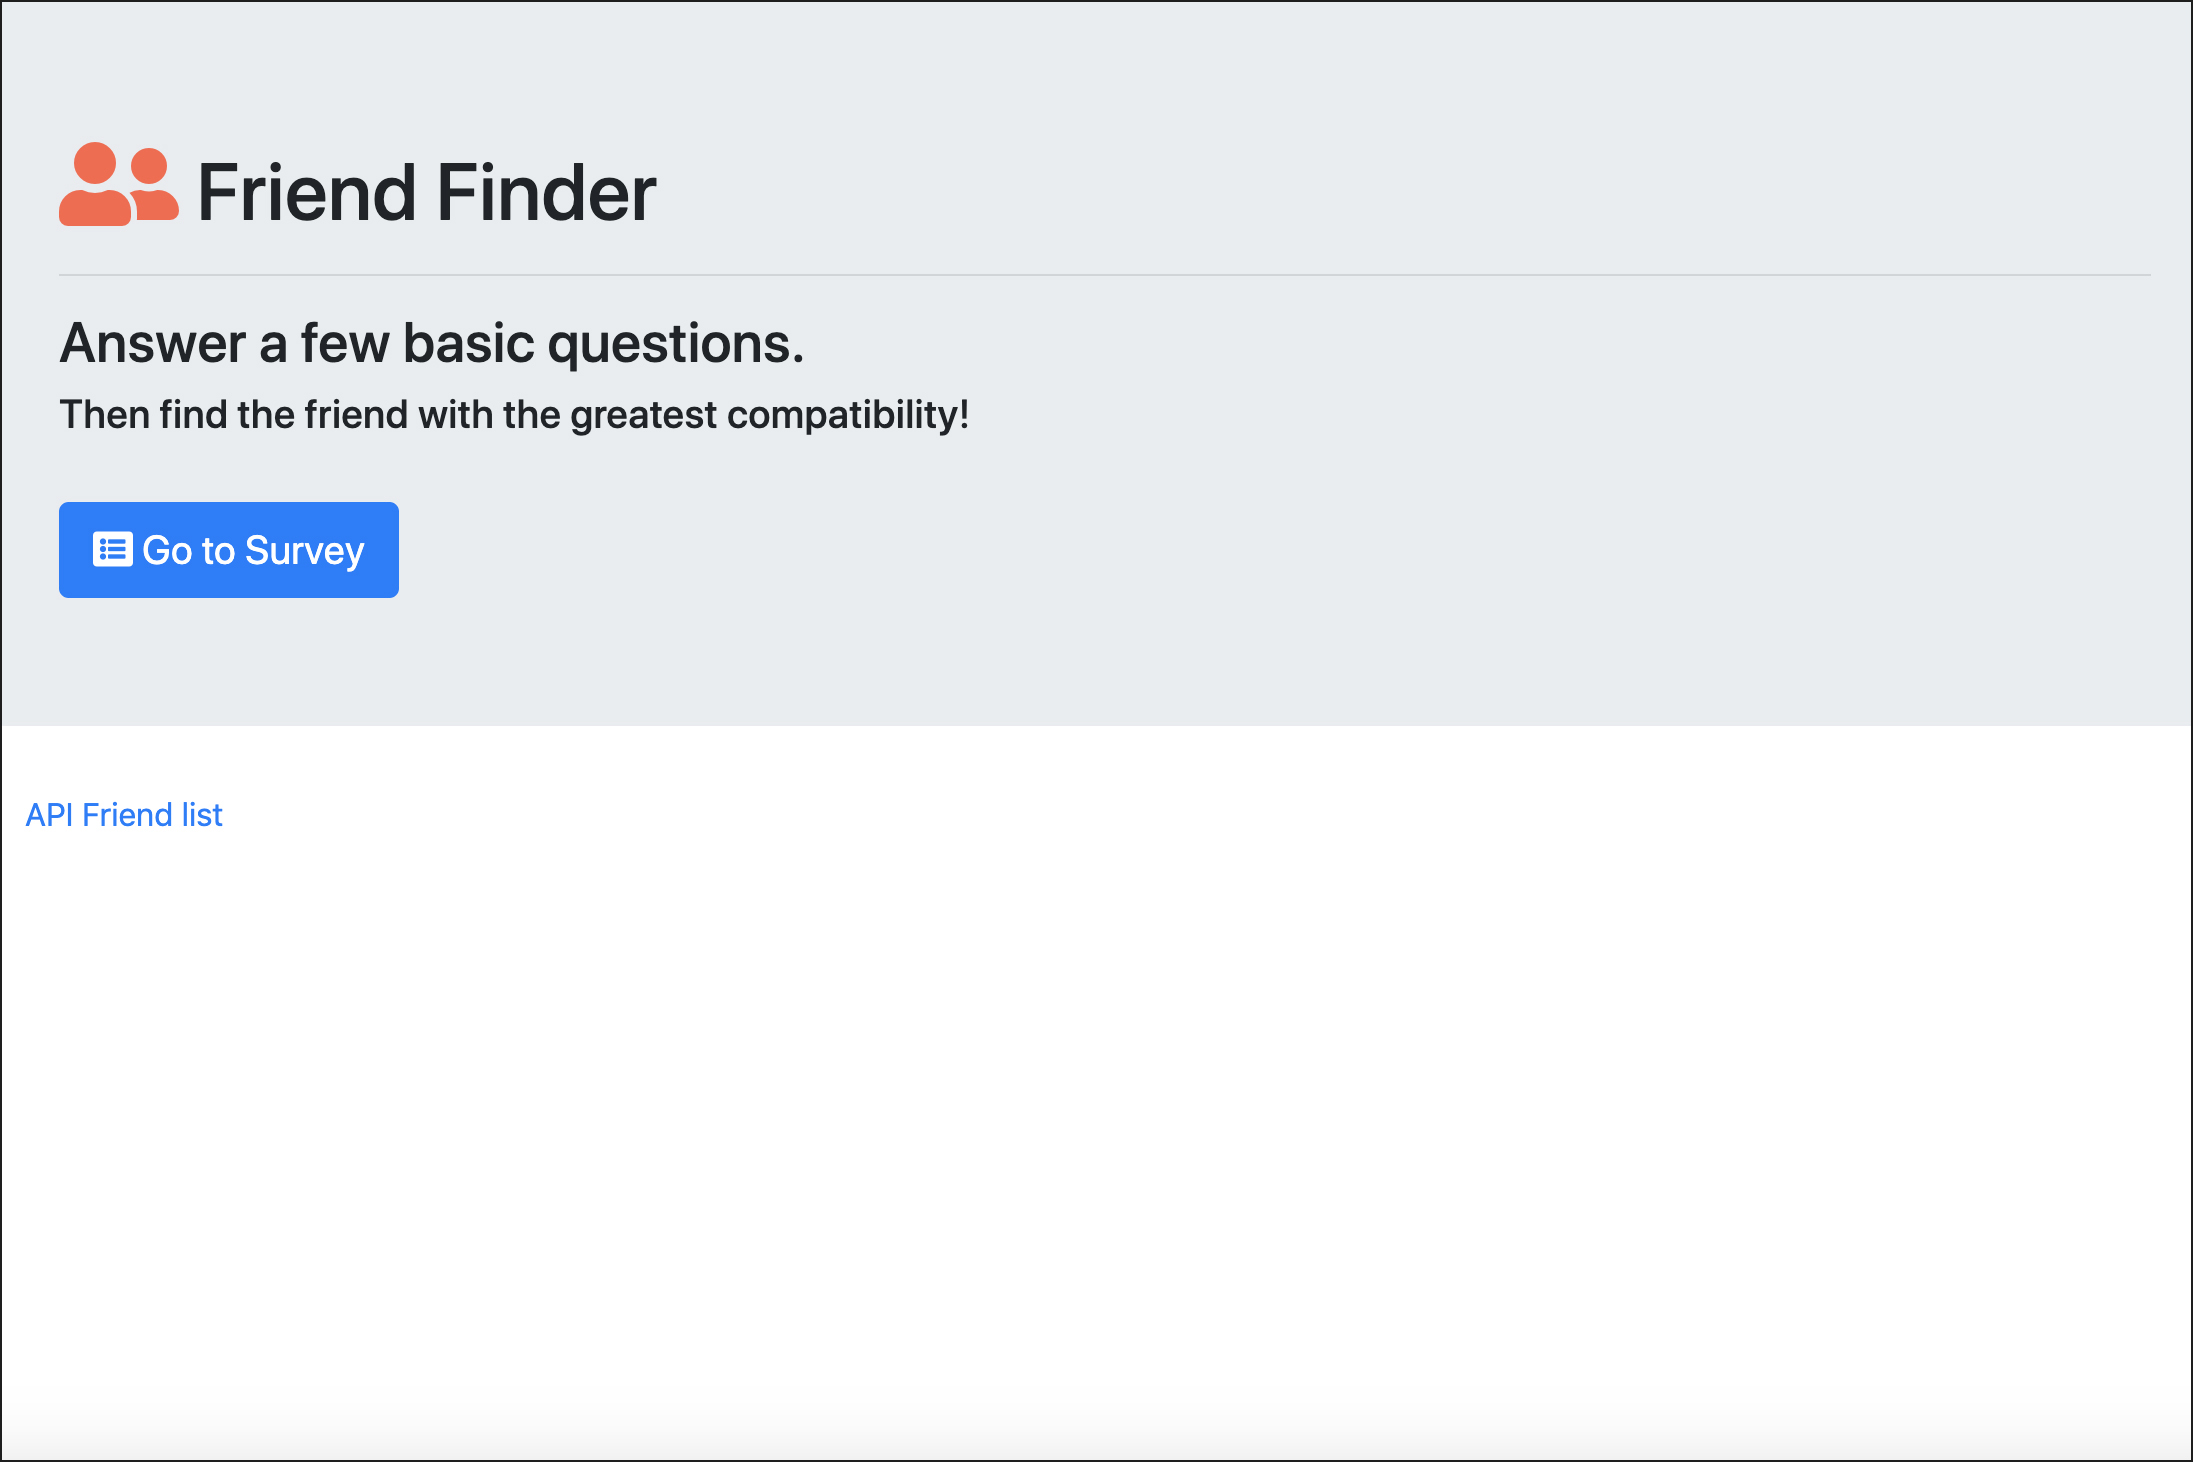 Friend Finder
Answer a few basic questions.
Then find the friend with the greatest compatibility!
Go to Survey
API Friend list